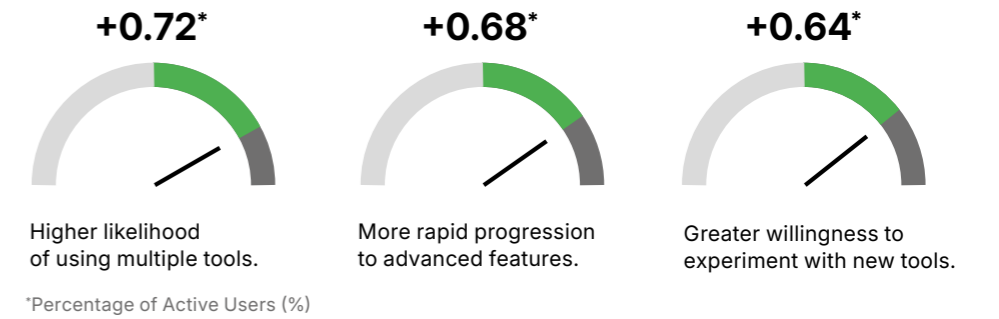 +0.72*
Higher likelihood
of using multiple tools.
+0.68*
More rapid progression
to advanced features.
+0.64*
Greater willingness to
experiment with new tools.
*Percentage of Active Users (%)